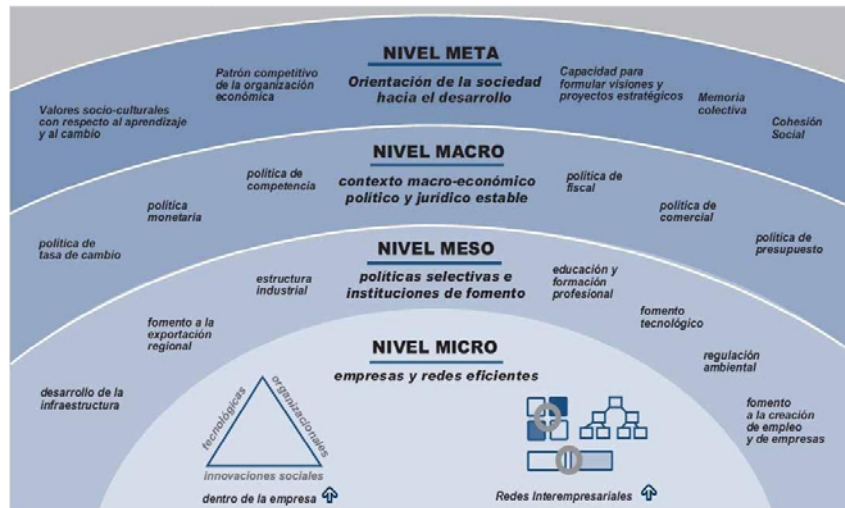 NIVEL META
Orientación de la sociedad
hacia el desarrollo
Valores socio-culturales
con respecto al aprendizaje
y al cambio
Patrón competitivo
de la organización
económica
Capacidad para
formular visiones y
proyectos estratégicos
Memoria
colectiva
Cohesión
Social
NIVEL MACRO
contexto macro-económico
político y jurídico estable
política de
tasa de cambio
política
monetaria
política de
competencia
política de
fiscal
política de
comercial
política de
presupuesto
NIVEL MESO
políticas selectivas e
instituciones de fomento
desarrollo de la
infraestructura
fomento a la
exportación
regional
estructura
industrial
educación y
formación
profesional
fomento
tecnológico
regulación
ambiental
fomento
a la creación
de empleo
y de empresas
NIVEL MICRO
empresas y redes eficientes
tecnológicas
organizacionales
innovaciones sociales
dentro de la empresa
Redes Interempresariales